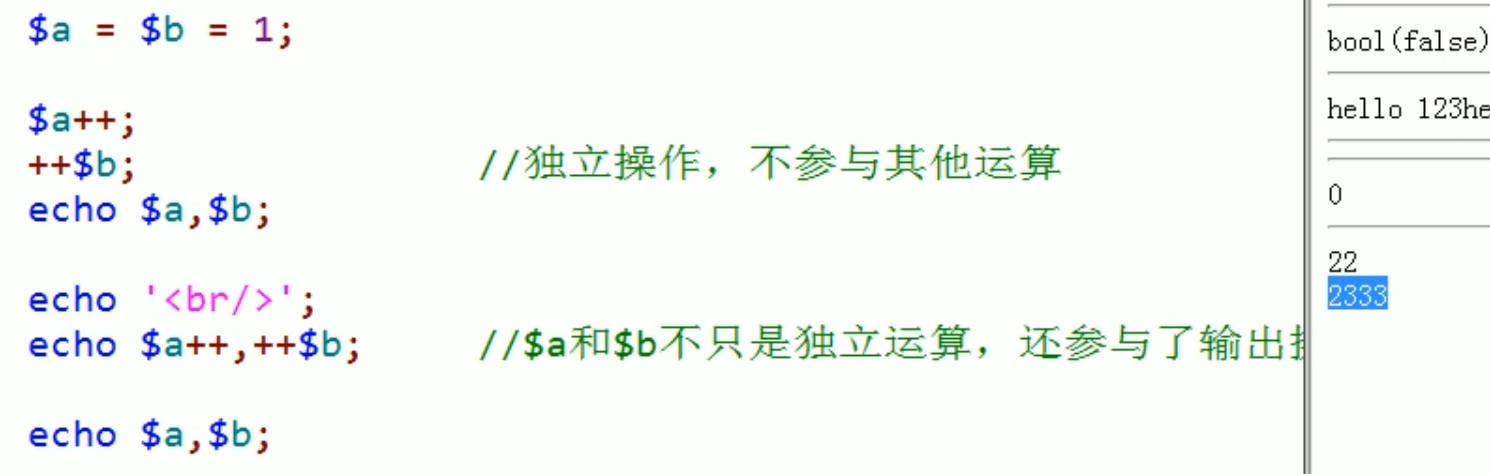 $a = $b = 1;
$a++;
++$b; //独立操作，不参与其他运算
echo $a,$b;
echo '<br/>';
echo $a++,++$b; //$a和$b不只是独立运算，还参与了输出
echo $a,$b;
bool(false)
hello 123he
0
22
2333